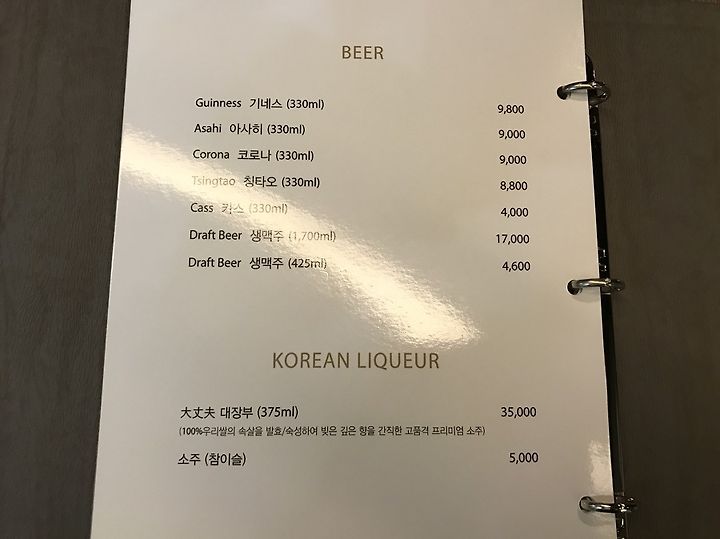 BEER
Guinness 기네스 (330ml) 9,800
Asahi 아사히 (330ml) 9,000
Corona 코로나 (330ml) 9,000
Tsingtao 칭타오 (330ml) 8,800
Cass 카스 (330ml) 4,000
Draft Beer 생맥주 (1,700ml) 17,000
Draft Beer 생맥주 (425ml) 4,600
KOREAN LIQUEUR
大丈夫 대장부 (375ml) 35,000
(100%우리쌀의 속살을 발효/숙성하여 빚은 깊은 향을 간직한 고품격 프리미엄 소주)
소주 (참이슬) 5,000